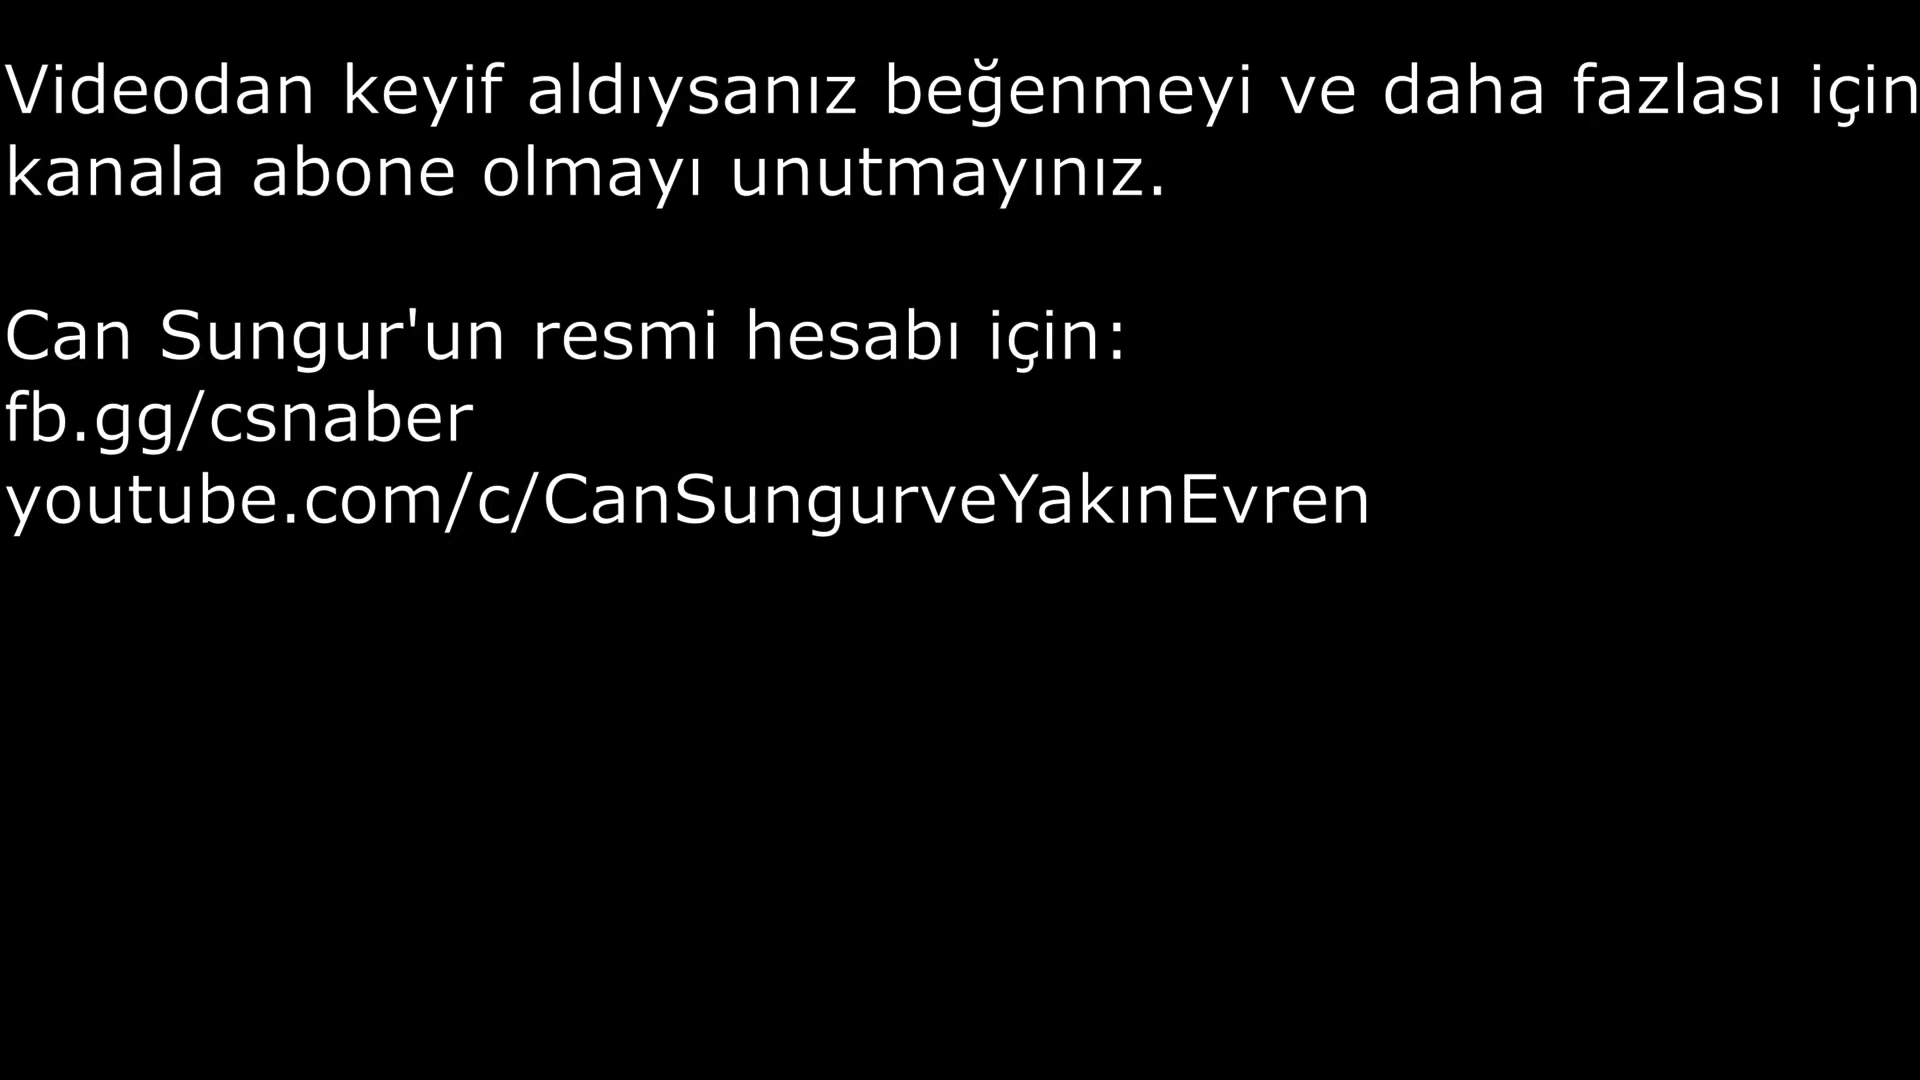 Videodan keyif aldıysanız beğenmeyi ve daha fazlası için
kanala abone olmayı unutmayınız.
Can Sungur'un resmi hesabı için:
fb.gg/csnaber
youtube.com/c/CanSungurveYakınEvren